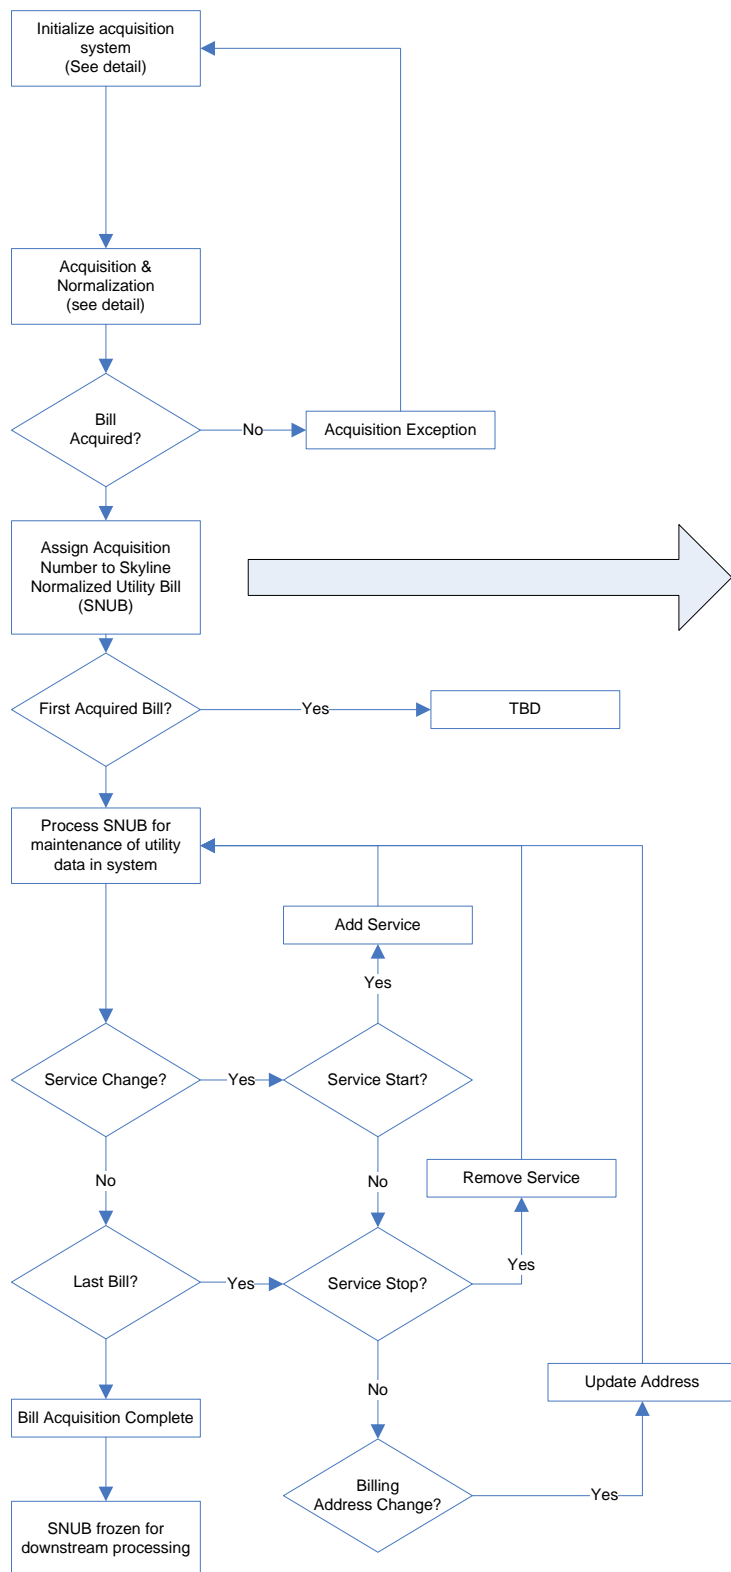 Initialize acquisition
system
(See detail)
Acquisition &
Normalization
(see detail)
Bill
Acquired?
No
Acquisition Exception
Assign Acquisition
Number to Skyline
Normalized Utility Bill
(SNUB)
First Acquired Bill?
Yes
TBD
Process SNUB for
maintenance of utility
data in system
Add Service
Yes
Service Change?
Yes
Service Start?
No
No
Remove Service
Yes
Last Bill?
Yes
Service Stop?
No
Update Address
Bill Acquisition Complete
Billing
Address Change?
Yes
SNUB frozen for
downstream processing